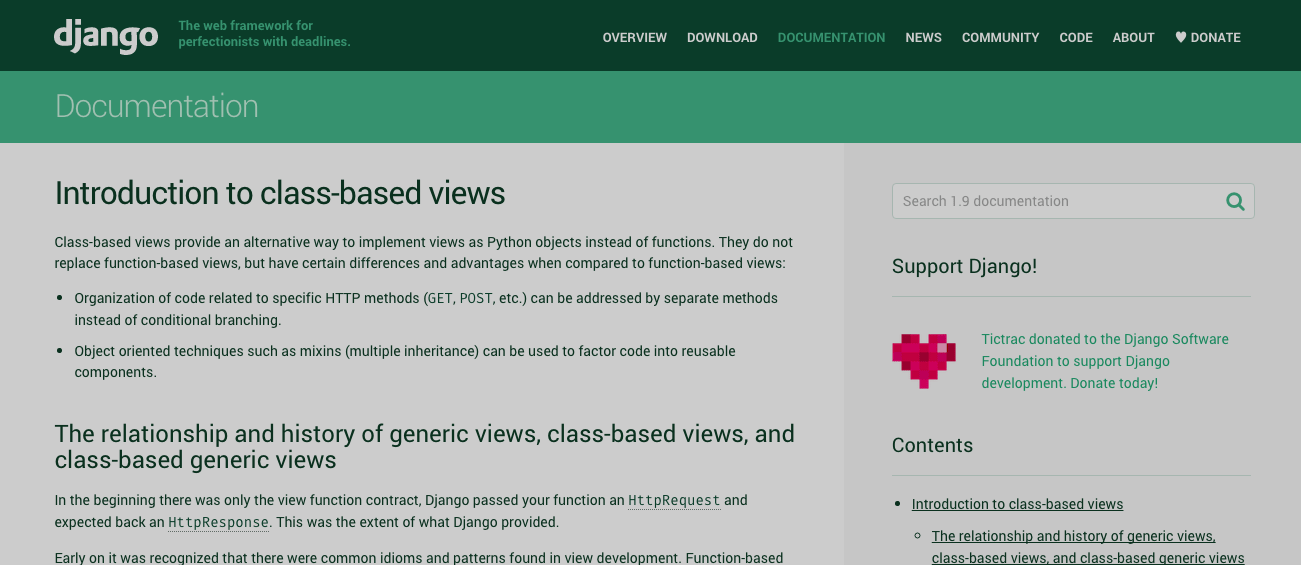 django
The web framework for
perfectionists with deadlines.
OVERVIEW DOWNLOAD DOCUMENTATION NEWS COMMUNITY CODE ABOUT ♥ DONATE
Documentation
Introduction to class-based views
Class-based views provide an alternative way to implement views as Python objects instead of functions. They do not
replace function-based views, but have certain differences and advantages when compared to function-based views:
• Organization of code related to specific HTTP methods (GET, POST, etc.) can be addressed by separate methods
instead of conditional branching.
• Object oriented techniques such as mixins (multiple inheritance) can be used to factor code into reusable
components.
The relationship and history of generic views, class-based views, and
class-based generic views
In the beginning there was only the view function contract, Django passed your function an HttpRequest and
expected back an HttpResponse. This was the extent of what Django provided.
Early on it was recognized that there were common idioms and patterns found in view development. Function-based
Search 1.9 documentation
Support Django!
Tictrac donated to the Django Software
Foundation to support Django
development. Donate today!
Contents
• Introduction to class-based views
◦ The relationship and history of generic views,
class-based views, and class-based generic views